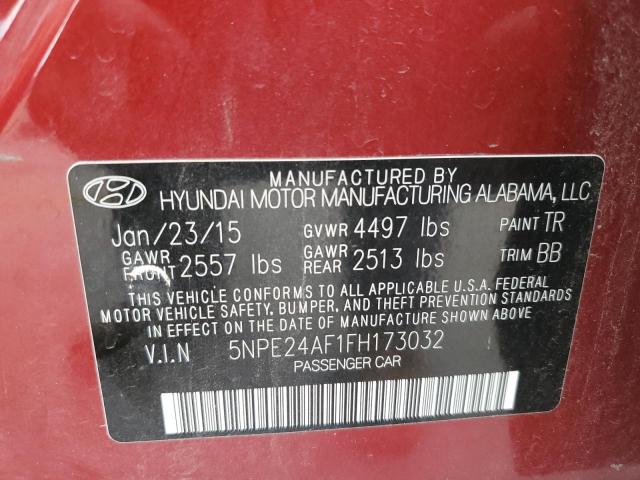 MANUFACTURED BY
HYUNDAI MOTOR MANUFACTURING ALABAMA, LLC
Jan/23/15 GVWR 4497 lbs PAINT TR
GAWR FRONT 2557 lbs GAWR REAR 2513 lbs TRIM BB
THIS VEHICLE CONFORMS TO ALL APPLICABLE U.S.A. FEDERAL
MOTOR VEHICLE SAFETY, BUMPER, AND THEFT PREVENTION STANDARDS
IN EFFECT ON THE DATE OF MANUFACTURE SHOWN ABOVE.
V.I.N 5NPE24AF1FH173032
PASSENGER CAR